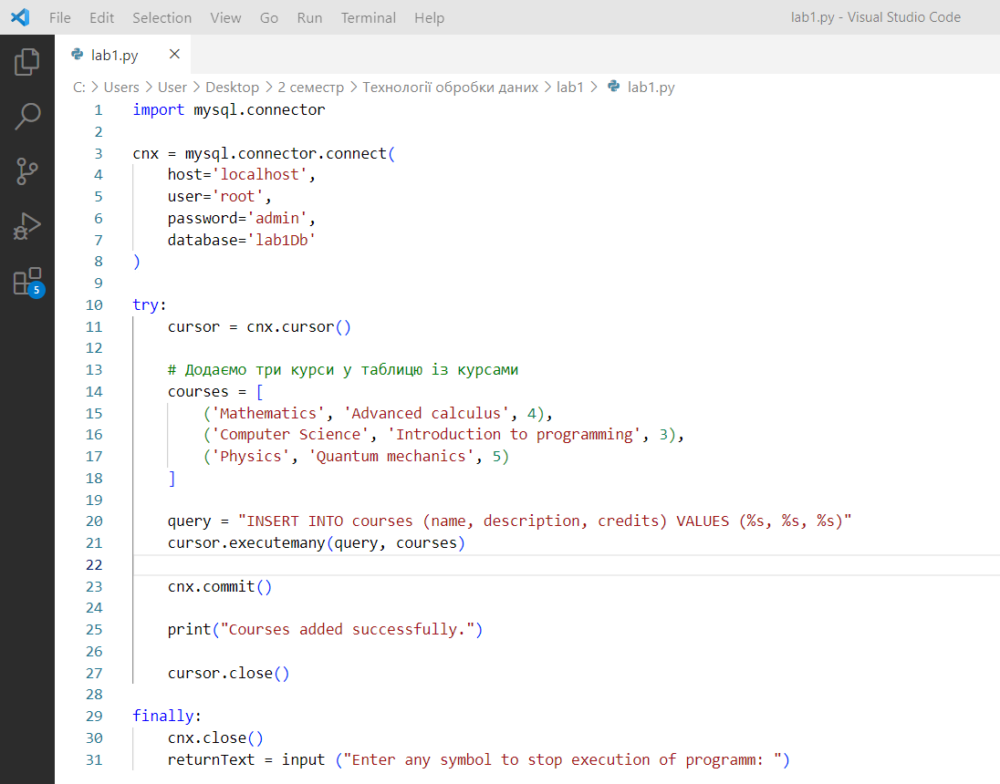 File Edit Selection View Go Run Terminal Help lab1.py - Visual Studio Code
lab1.py
C: > Users > User > Desktop > 2 семестр > Технології обробки даних > lab1 > lab1.py
1 import mysql.connector
2
3 cnx = mysql.connector.connect(
4     host='localhost',
5     user='root',
6     password='admin',
7     database='lab1Db'
8 )
9
10 try:
11     cursor = cnx.cursor()
12
13     # Додаємо три курси у таблицю із курсами
14     courses = [
15         ('Mathematics', 'Advanced calculus', 4),
16         ('Computer Science', 'Introduction to programming', 3),
17         ('Physics', 'Quantum mechanics', 5)
18     ]
19
20     query = "INSERT INTO courses (name, description, credits) VALUES (%s, %s, %s)"
21     cursor.executemany(query, courses)
22
23     cnx.commit()
24
25     print("Courses added successfully.")
26
27     cursor.close()
28
29 finally:
30     cnx.close()
31     returnText = input ("Enter any symbol to stop execution of programm: ")
5